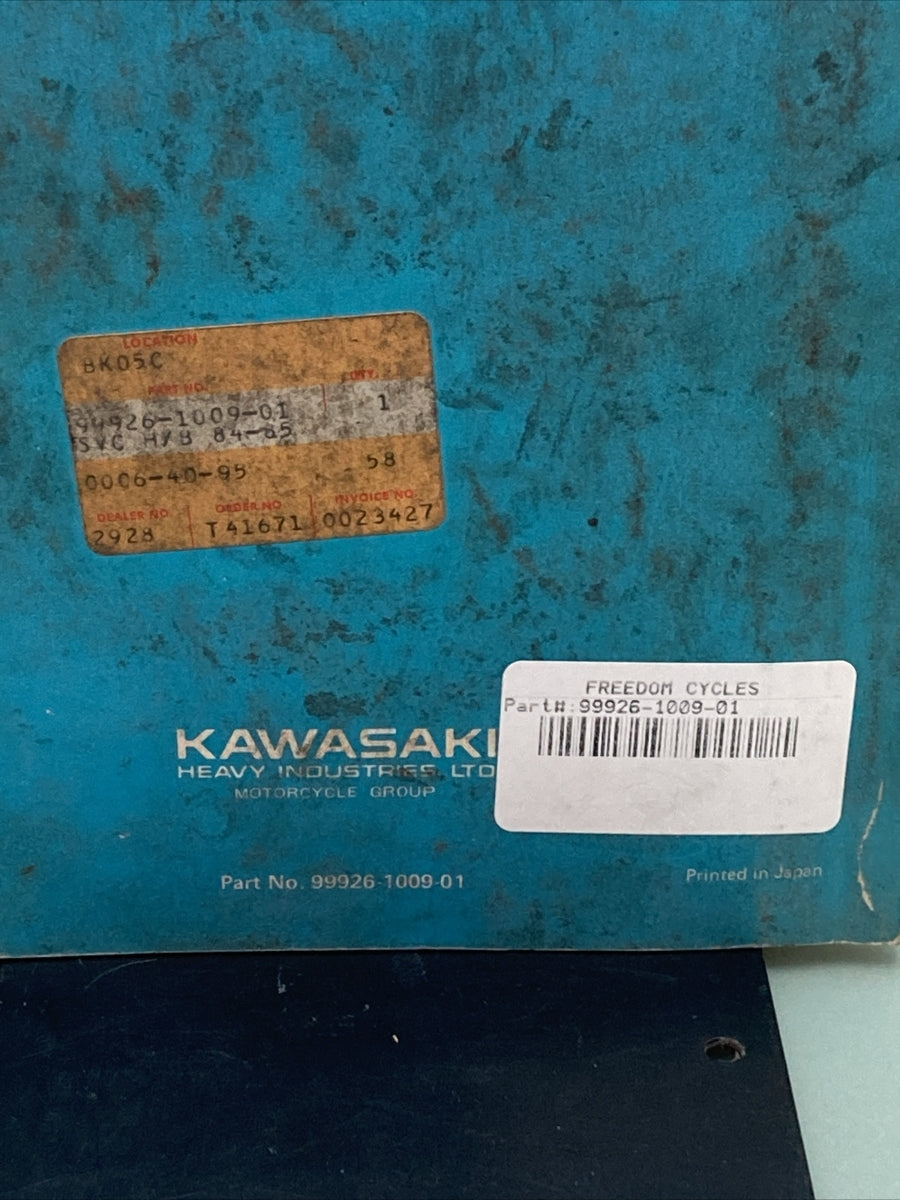 LOCATION
BK05C
PART NO. QTY.
99926-1009-01 1
SVC H/B 84-85
0006-40-95 58
DEALER NO. ORDER NO. INVOICE NO.
2928 T41671 0023427
FREEDOM CYCLES
Part#:99926-1009-01
KAWASAKI
HEAVY INDUSTRIES, LTD
MOTORCYCLE GROUP
Part No. 99926-1009-01
Printed in Japan